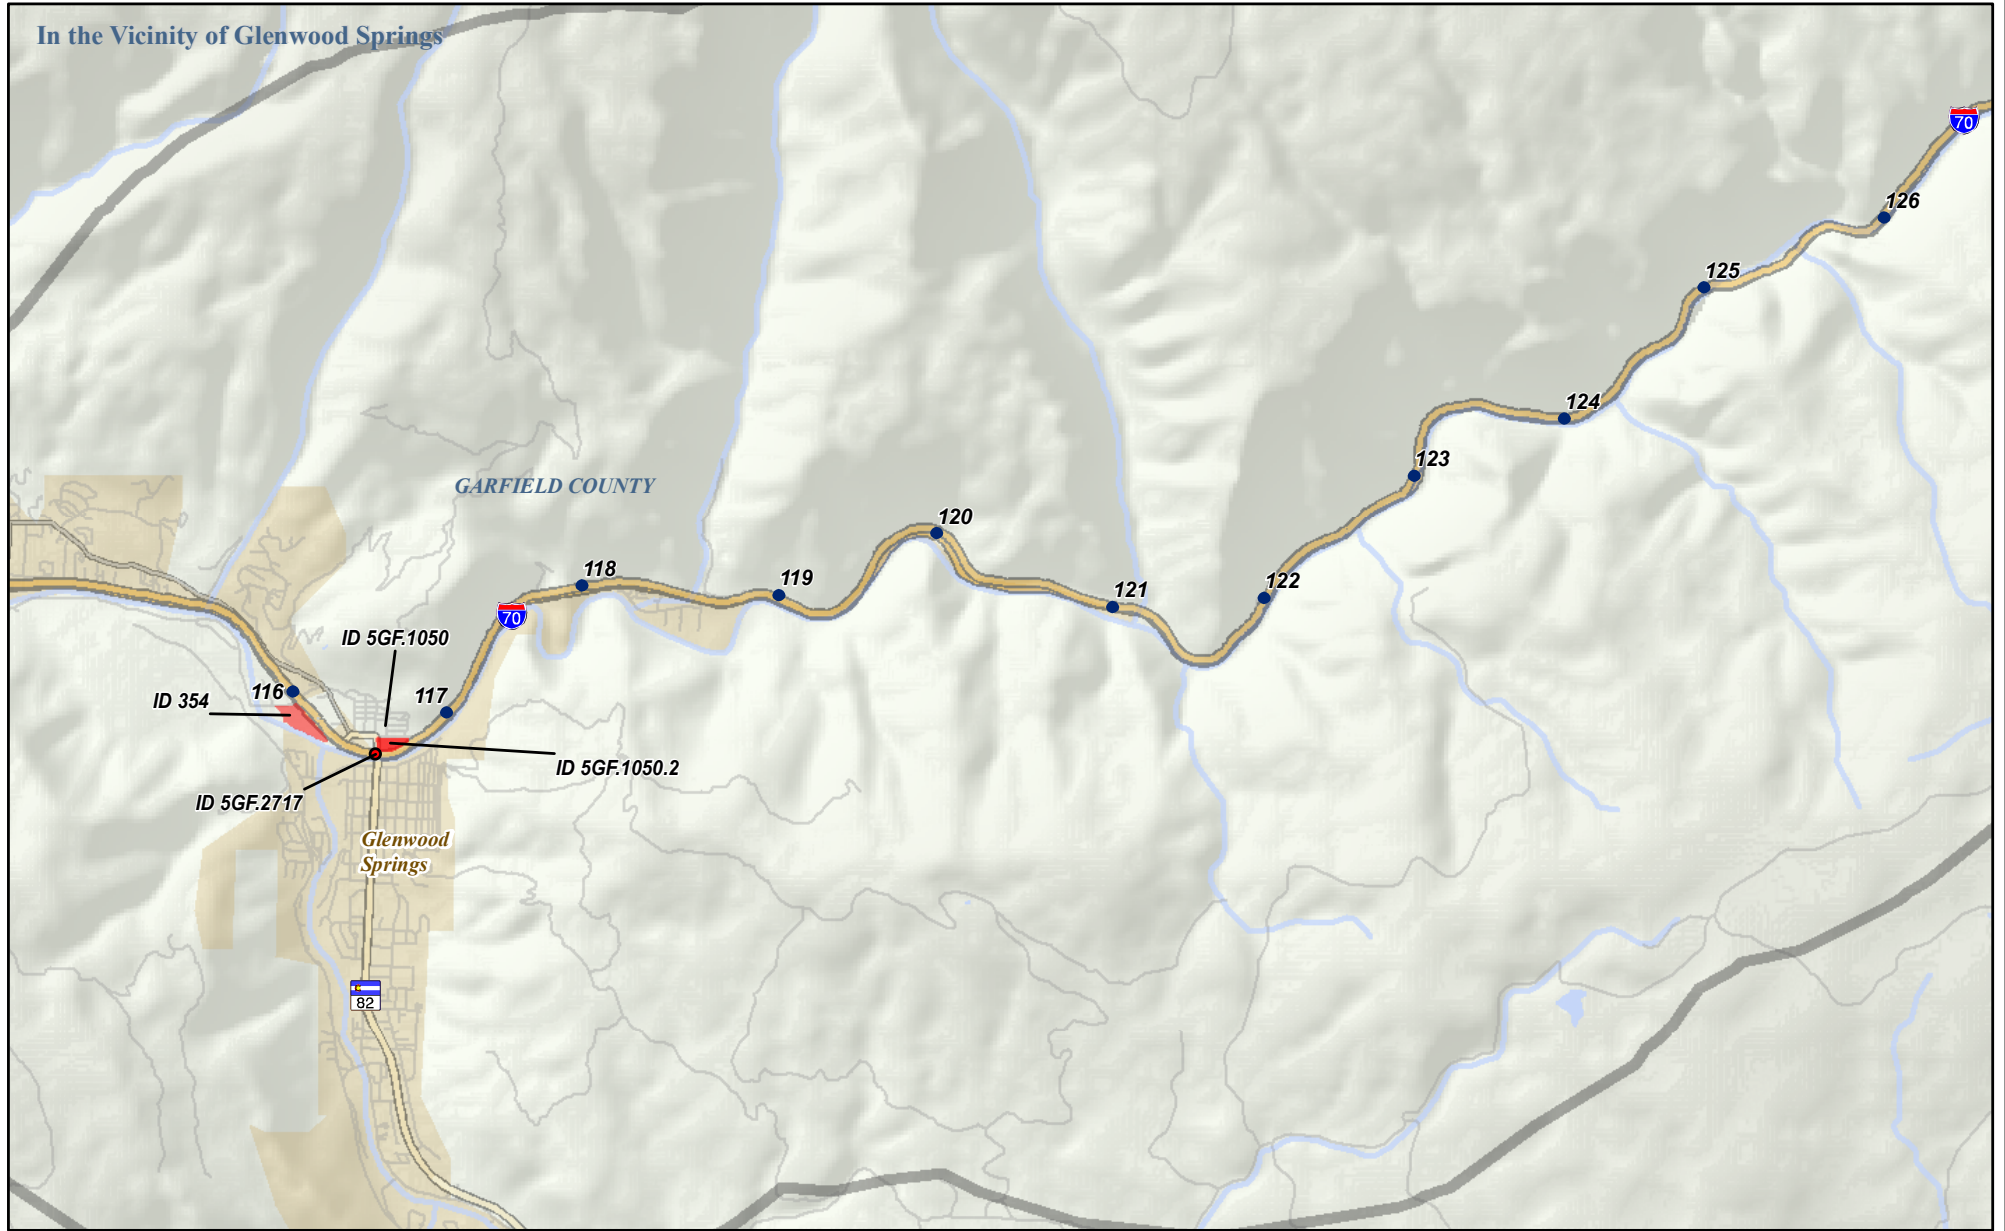 In the Vicinity of Glenwood Springs
70
126
125
124
123
GARFIELD COUNTY
120
118
119
121
122
70
ID 5GF.1050
116
117
ID 354
ID 5GF.1050.2
ID 5GF.2717
Glenwood
Springs
82